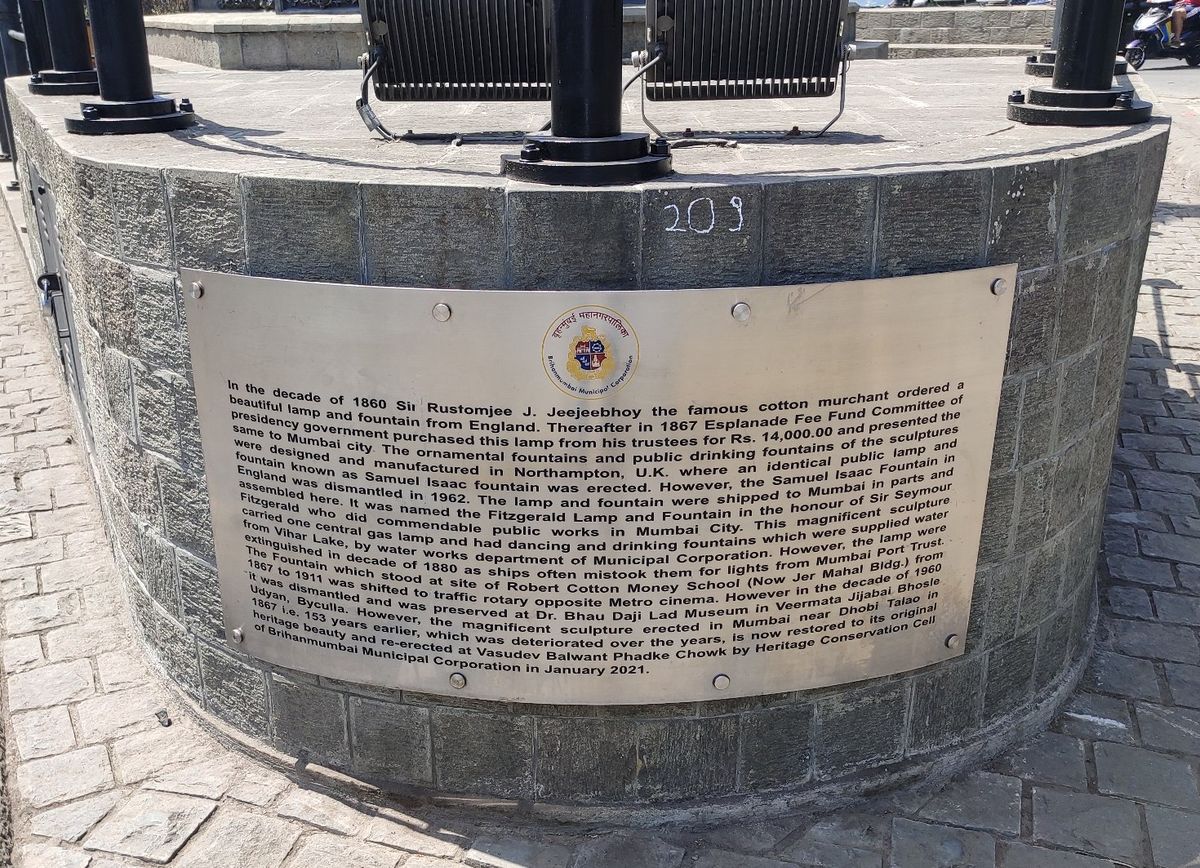 209
बृहन्मुंबई महानगरपालिका
Brihanmumbai Municipal Corporation
In the decade of 1860 Sir Rustomjee J. Jeejeebhoy the famous cotton murchant ordered a
beautiful lamp and fountain from England. Thereafter in 1867 Esplanade Fee Fund Committee of
presidency government purchased this lamp from his trustees for Rs. 14,000.00 and presented the
same to Mumbai city. The ornamental fountains and public drinking fountains of the sculptures
were designed and manufactured in Northampton, U.K. where an identical public lamp and
fountain known as Samuel Isaac fountain was erected. However, the Samuel Isaac Fountain in
England was dismantled in 1962. The lamp and fountain were shipped to Mumbai in parts and
assembled here. It was named the Fitzgerald Lamp and Fountain in the honour of Sir Seymour
Fitzgerald who did commendable public works in Mumbai City. This magnificent sculpture
carried one central gas lamp and had dancing and drinking fountains which were supplied water
from Vihar Lake, by water works department of Municipal Corporation. However, the lamp were
extinguished in decade of 1880 as ships often mistook them for lights from Mumbai Port Trust.
The Fountain which stood at site of Robert Cotton Money School (Now Jer Mahal Bldg.) from
1867 to 1911 was shifted to traffic rotary opposite Metro cinema. However in the decade of 1960
it was dismantled and was preserved at Dr. Bhau Daji Lad Museum in Veermata Jijabai Bhosle
Udyan, Byculla. However, the magnificent sculpture erected in Mumbai near Dhobi Talao in
1867 i.e. 153 years earlier, which was deteriorated over the years, is now restored to its original
heritage beauty and re-erected at Vasudev Balwant Phadke Chowk by Heritage Conservation Cell
of Brihanmumbai Municipal Corporation in January 2021.